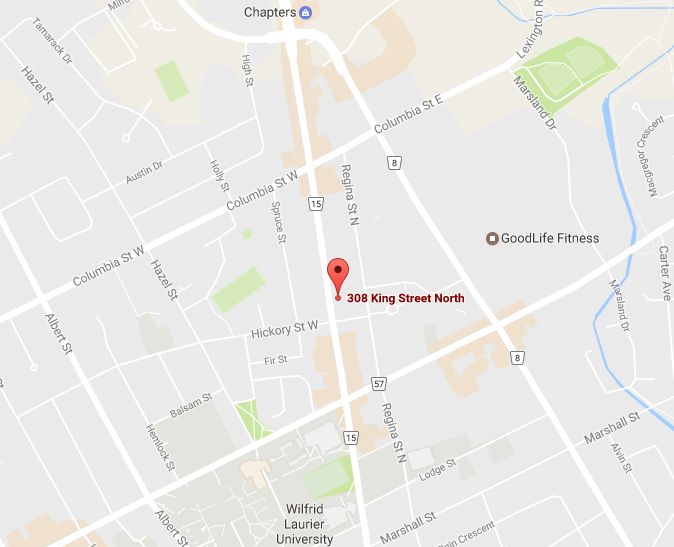 Chapters
Lexington R
Tamarack Dr
Hazel St
High St
Columbia St E
Marsland Dr
8
Macgregor Crescent
Austin Dr
Holly St
Columbia St W
Regina St N
15
Spruce St
GoodLife Fitness
Columbia St W
Hazel St
Carter Ave
308 King Street North
Marsland Dr
Albert St
Hickory St W
Fir St
8
57
Balsam St
Regina St N
15
Marshall St
Hemlock St
Alvin St
Lodge St
Wilfrid
Laurier
University
Albert St
Marshall St
gin Crescent